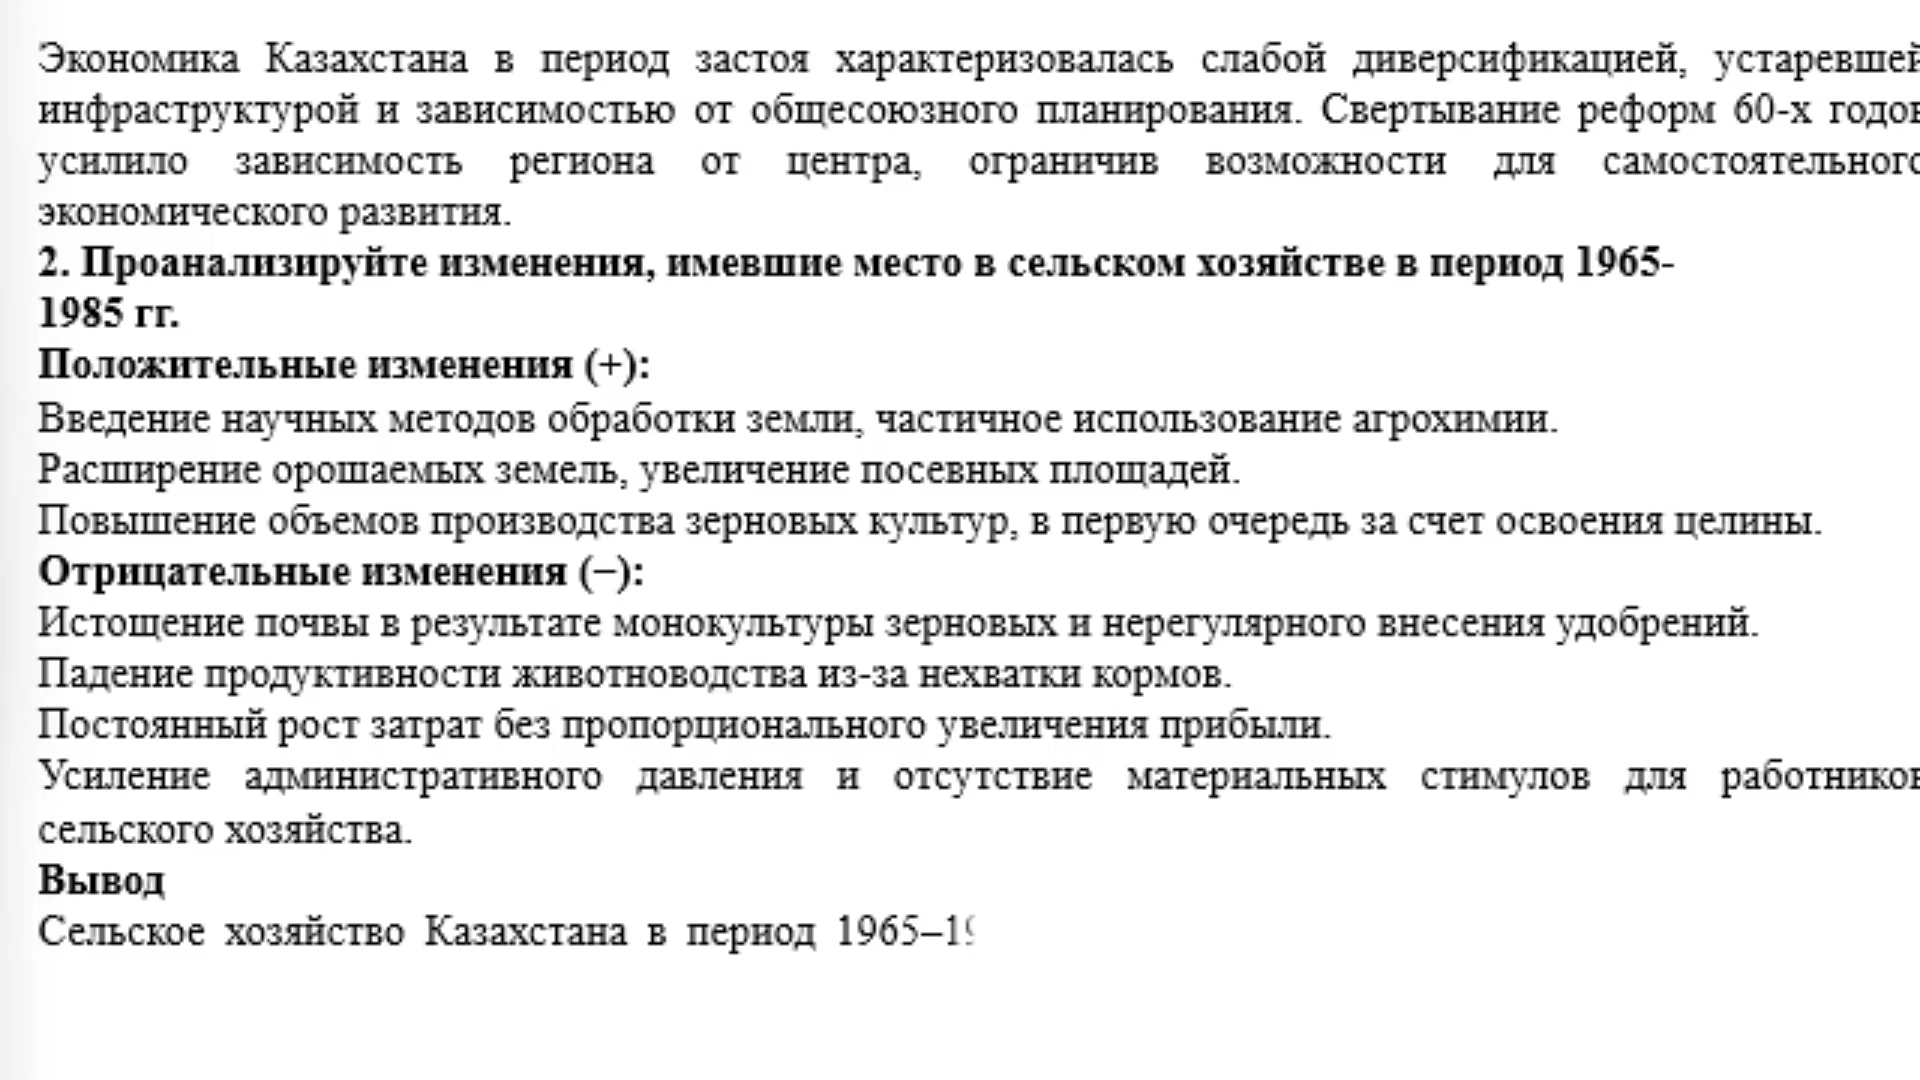 Экономика Казахстана в период застоя характеризовалась слабой диверсификацией, устаревшей
инфраструктурой и зависимостью от общесоюзного планирования. Свертывание реформ 60-х годов
усилило зависимость региона от центра, ограничив возможности для самостоятельного
экономического развития.
2. Проанализируйте изменения, имевшие место в сельском хозяйстве в период 1965-
1985 гг.
Положительные изменения (+):
Введение научных методов обработки земли, частичное использование агрохимии.
Расширение орошаемых земель, увеличение посевных площадей.
Повышение объемов производства зерновых культур, в первую очередь за счет освоения целины.
Отрицательные изменения (–):
Истощение почвы в результате монокультуры зерновых и нерегулярного внесения удобрений.
Падение продуктивности животноводства из-за нехватки кормов.
Постоянный рост затрат без пропорционального увеличения прибыли.
Усиление административного давления и отсутствие материальных стимулов для работников
сельского хозяйства.
Вывод
Сельское хозяйство Казахстана в период 1965–19